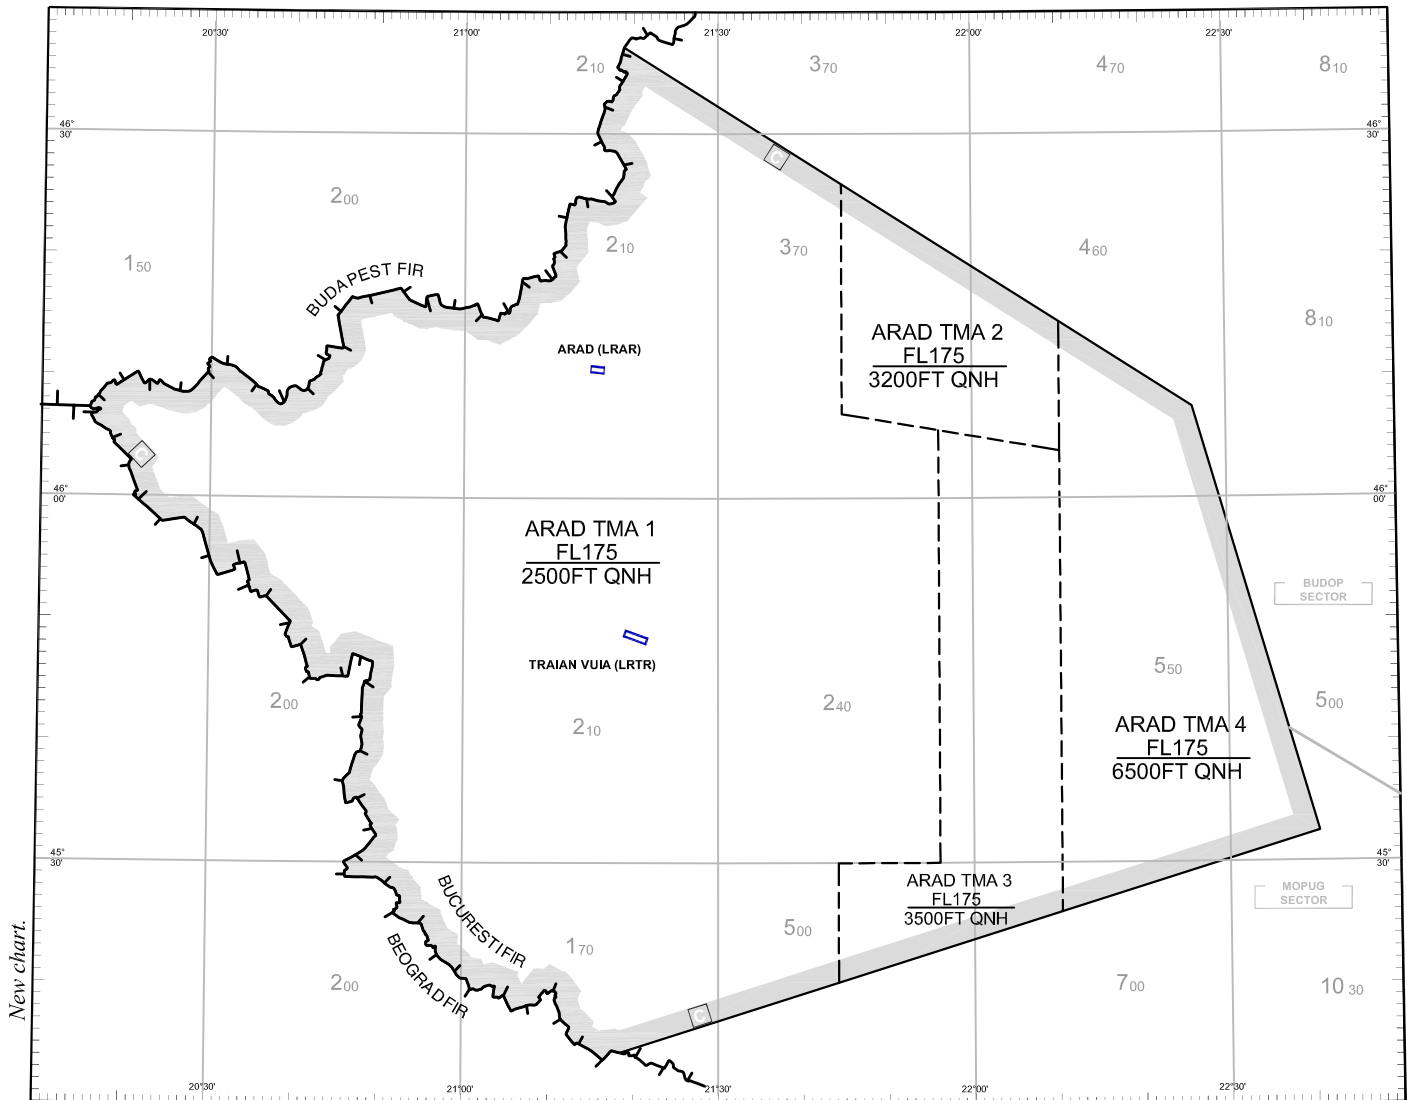 20°30'
21°00'
21°30'
22°00'
22°30'
2 10
3 70
4 70
8 10
46°
30'
46°
30'
C
2 00
2 10
3 70
4 60
1 50
BUDAPEST FIR
8 10
ARAD TMA 2
FL175
3200FT QNH
ARAD (LRAR)
C
46°
00'
46°
00'
ARAD TMA 1
FL175
2500FT QNH
BUDOP
SECTOR
TRAIAN VUIA (LRTR)
5 50
2 00
2 40
5 00
2 10
ARAD TMA 4
FL175
6500FT QNH
45°
30'
45°
30'
ARAD TMA 3
FL175
3500FT QNH
MOPUG
SECTOR
BUCURESTI FIR
BEOGRAD FIR
5 00
1 70
2 00
7 00
10 30
C
New chart.
20°30'
21°00'
21°30'
22°00'
22°30'